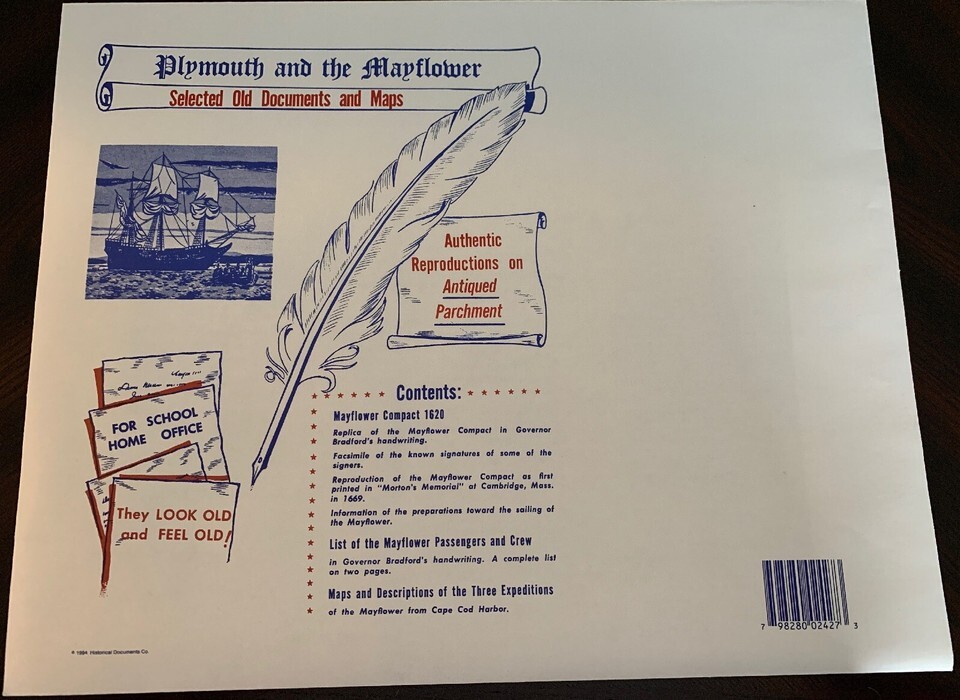 Plymouth and the Mayflower
Selected Old Documents and Maps
Authentic
Reproductions on
Antiqued
Parchment
FOR SCHOOL
HOME OFFICE
They LOOK OLD
and FEEL OLD!
Contents:
Mayflower Compact 1620
Replica of the Mayflower Compact in Governor
Bradford's handwriting.
Facsimile of the known signatures of some of the
signers.
Reproduction of the Mayflower Compact as first
printed in "Morton's Memorial" at Cambridge, Mass.
in 1669.
Information of the preparations toward the sailing of
the Mayflower.
List of the Mayflower Passengers and Crew
in Governor Bradford's handwriting. A complete list
on two pages.
Maps and Descriptions of the Three Expeditions
of the Mayflower from Cape Cod Harbor.
© 1994 Historical Documents Co.
7 98280 02427 3